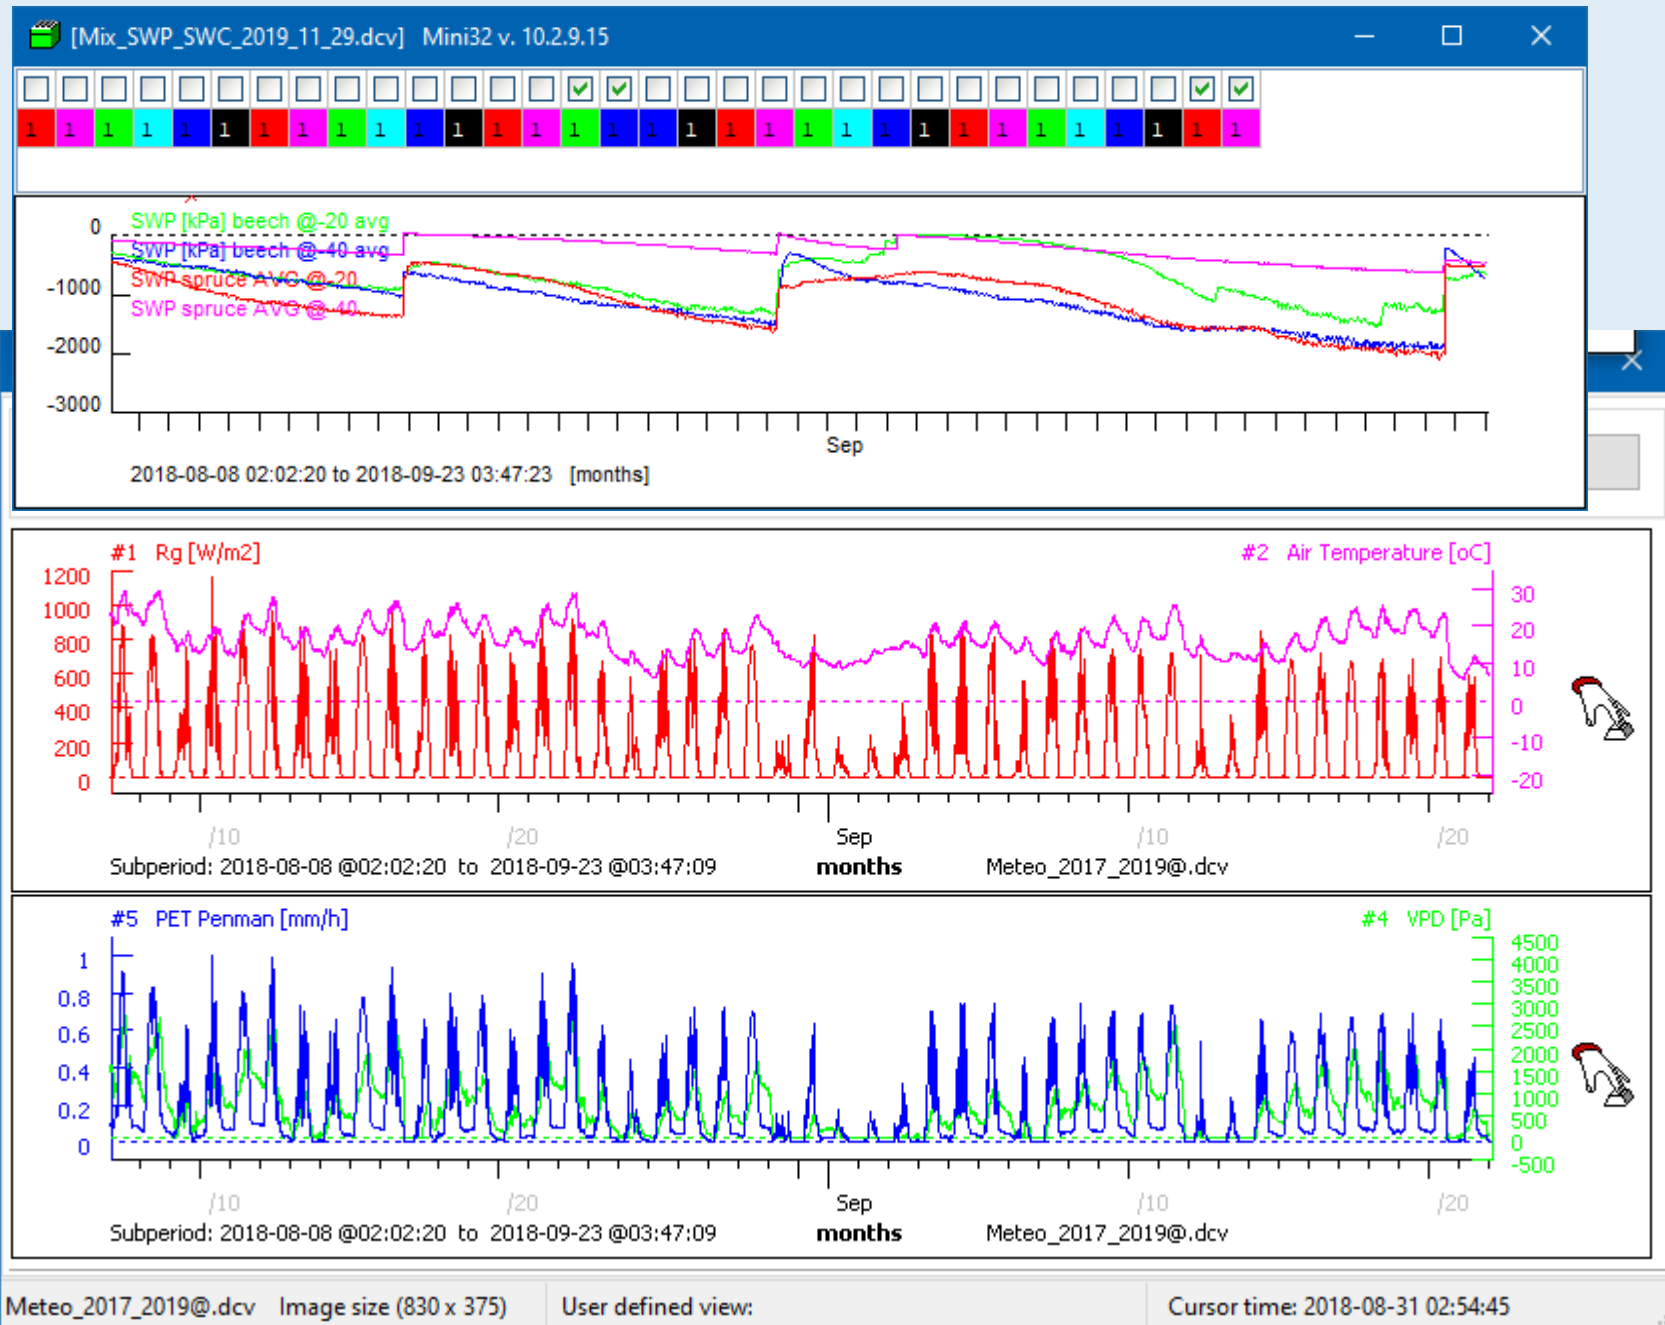 [Mix_SWP_SWC_2019_11_29.dcv] Mini32 v. 10.2.9.15
1 1 1 1 1 1 1 1 1 1 1 1 1 1 1 1 1 1 1 1 1 1 1 1 1 1 1 1 1 1 1 1
SWP [kPa] beech @-20 avg
SWP [kPa] beech @-40 avg
SWP spruce AVG @-20
SWP spruce AVG @-40
0
-1000
-2000
-3000
Sep
2018-08-08 02:02:20 to 2018-09-23 03:47:23 [months]
#1 Rg [W/m2]
#2 Air Temperature [oC]
1200
1000
800
600
400
200
0
30
20
10
0
-10
-20
/10 /20 Sep /10 /20
Subperiod: 2018-08-08 @02:02:20 to 2018-09-23 @03:47:09 months Meteo_2017_2019@.dcv
#5 PET Penman [mm/h]
#4 VPD [Pa]
1
0.8
0.6
0.4
0.2
0
4500
4000
3500
3000
2500
2000
1500
1000
500
0
-500
/10 /20 Sep /10 /20
Subperiod: 2018-08-08 @02:02:20 to 2018-09-23 @03:47:09 months Meteo_2017_2019@.dcv
Meteo_2017_2019@.dcv Image size (830 x 375) User defined view: Cursor time: 2018-08-31 02:54:45